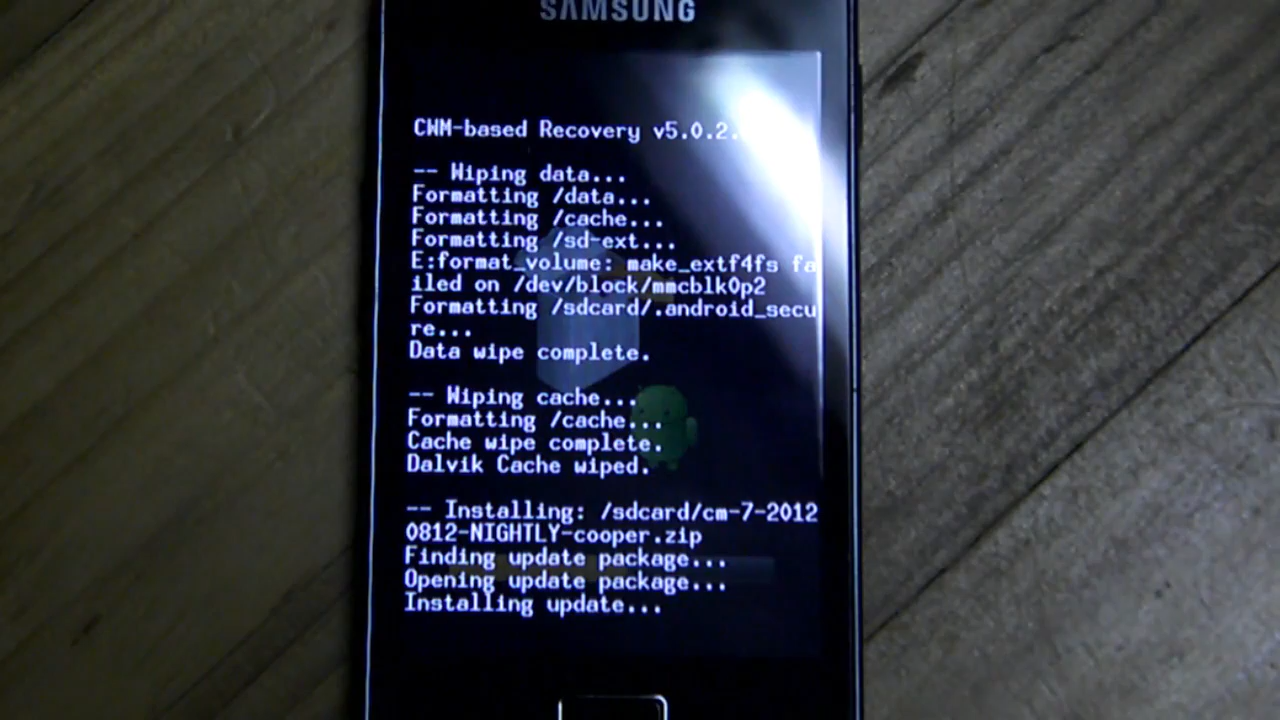 SAMSUNG
CWM-based Recovery v5.0.2.
-- Wiping data...
Formatting /data...
Formatting /cache...
Formatting /sd-ext...
E:format_volume: make_extf4fs fa
iled on /dev/block/mmcblk0p2
Formatting /sdcard/.android_secu
re...
Data wipe complete.
-- Wiping cache...
Formatting /cache...
Cache wipe complete.
Dalvik Cache wiped.
-- Installing: /sdcard/cm-7-2012
0812-NIGHTLY-cooper.zip
Finding update package...
Opening update package...
Installing update...